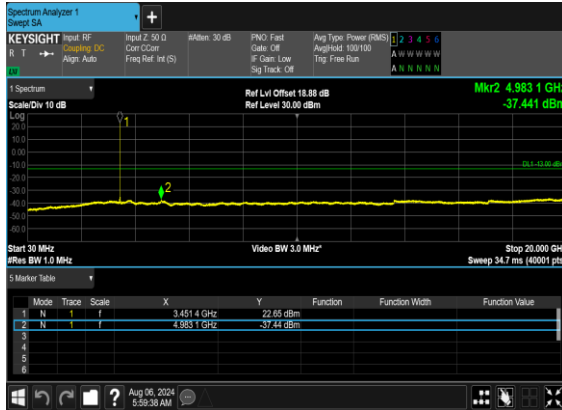 Spectrum Analyzer 1
Swept SA
+
KEYSIGHT Input: RF Input Z: 50 Ω #Atten: 30 dB PNO: Fast Avg Type: Power (RMS) 1 2 3 4 5 6
R T Coupling: DC Corr CCorr Gate: Off Avg|Hold: 100/100 A W W W W W
Align: Auto Freq Ref: Int (S) IF Gain: Low Trig: Free Run
Sig Track: Off A N N N N N
1 Spectrum Ref Lvl Offset 18.88 dB Mkr2 4.983 1 GHz
Scale/Div 10 dB Ref Level 30.00 dBm -37.441 dBm
Log
20.0
10.0
0.00
-10.0
-20.0
-30.0
-40.0
-50.0
-60.0
1
2
DL1 -13.00 dBm
Start 30 MHz Video BW 3.0 MHz* Stop 20.000 GHz
#Res BW 1.0 MHz Sweep 34.7 ms (40001 pts)
5 Marker Table
Mode Trace Scale X Y Function Function Width Function Value
1 N 1 f 3.451 4 GHz 22.65 dBm
2 N 1 f 4.983 1 GHz -37.44 dBm
3
4
5
6
? Aug 06, 2024
5:59:38 AM